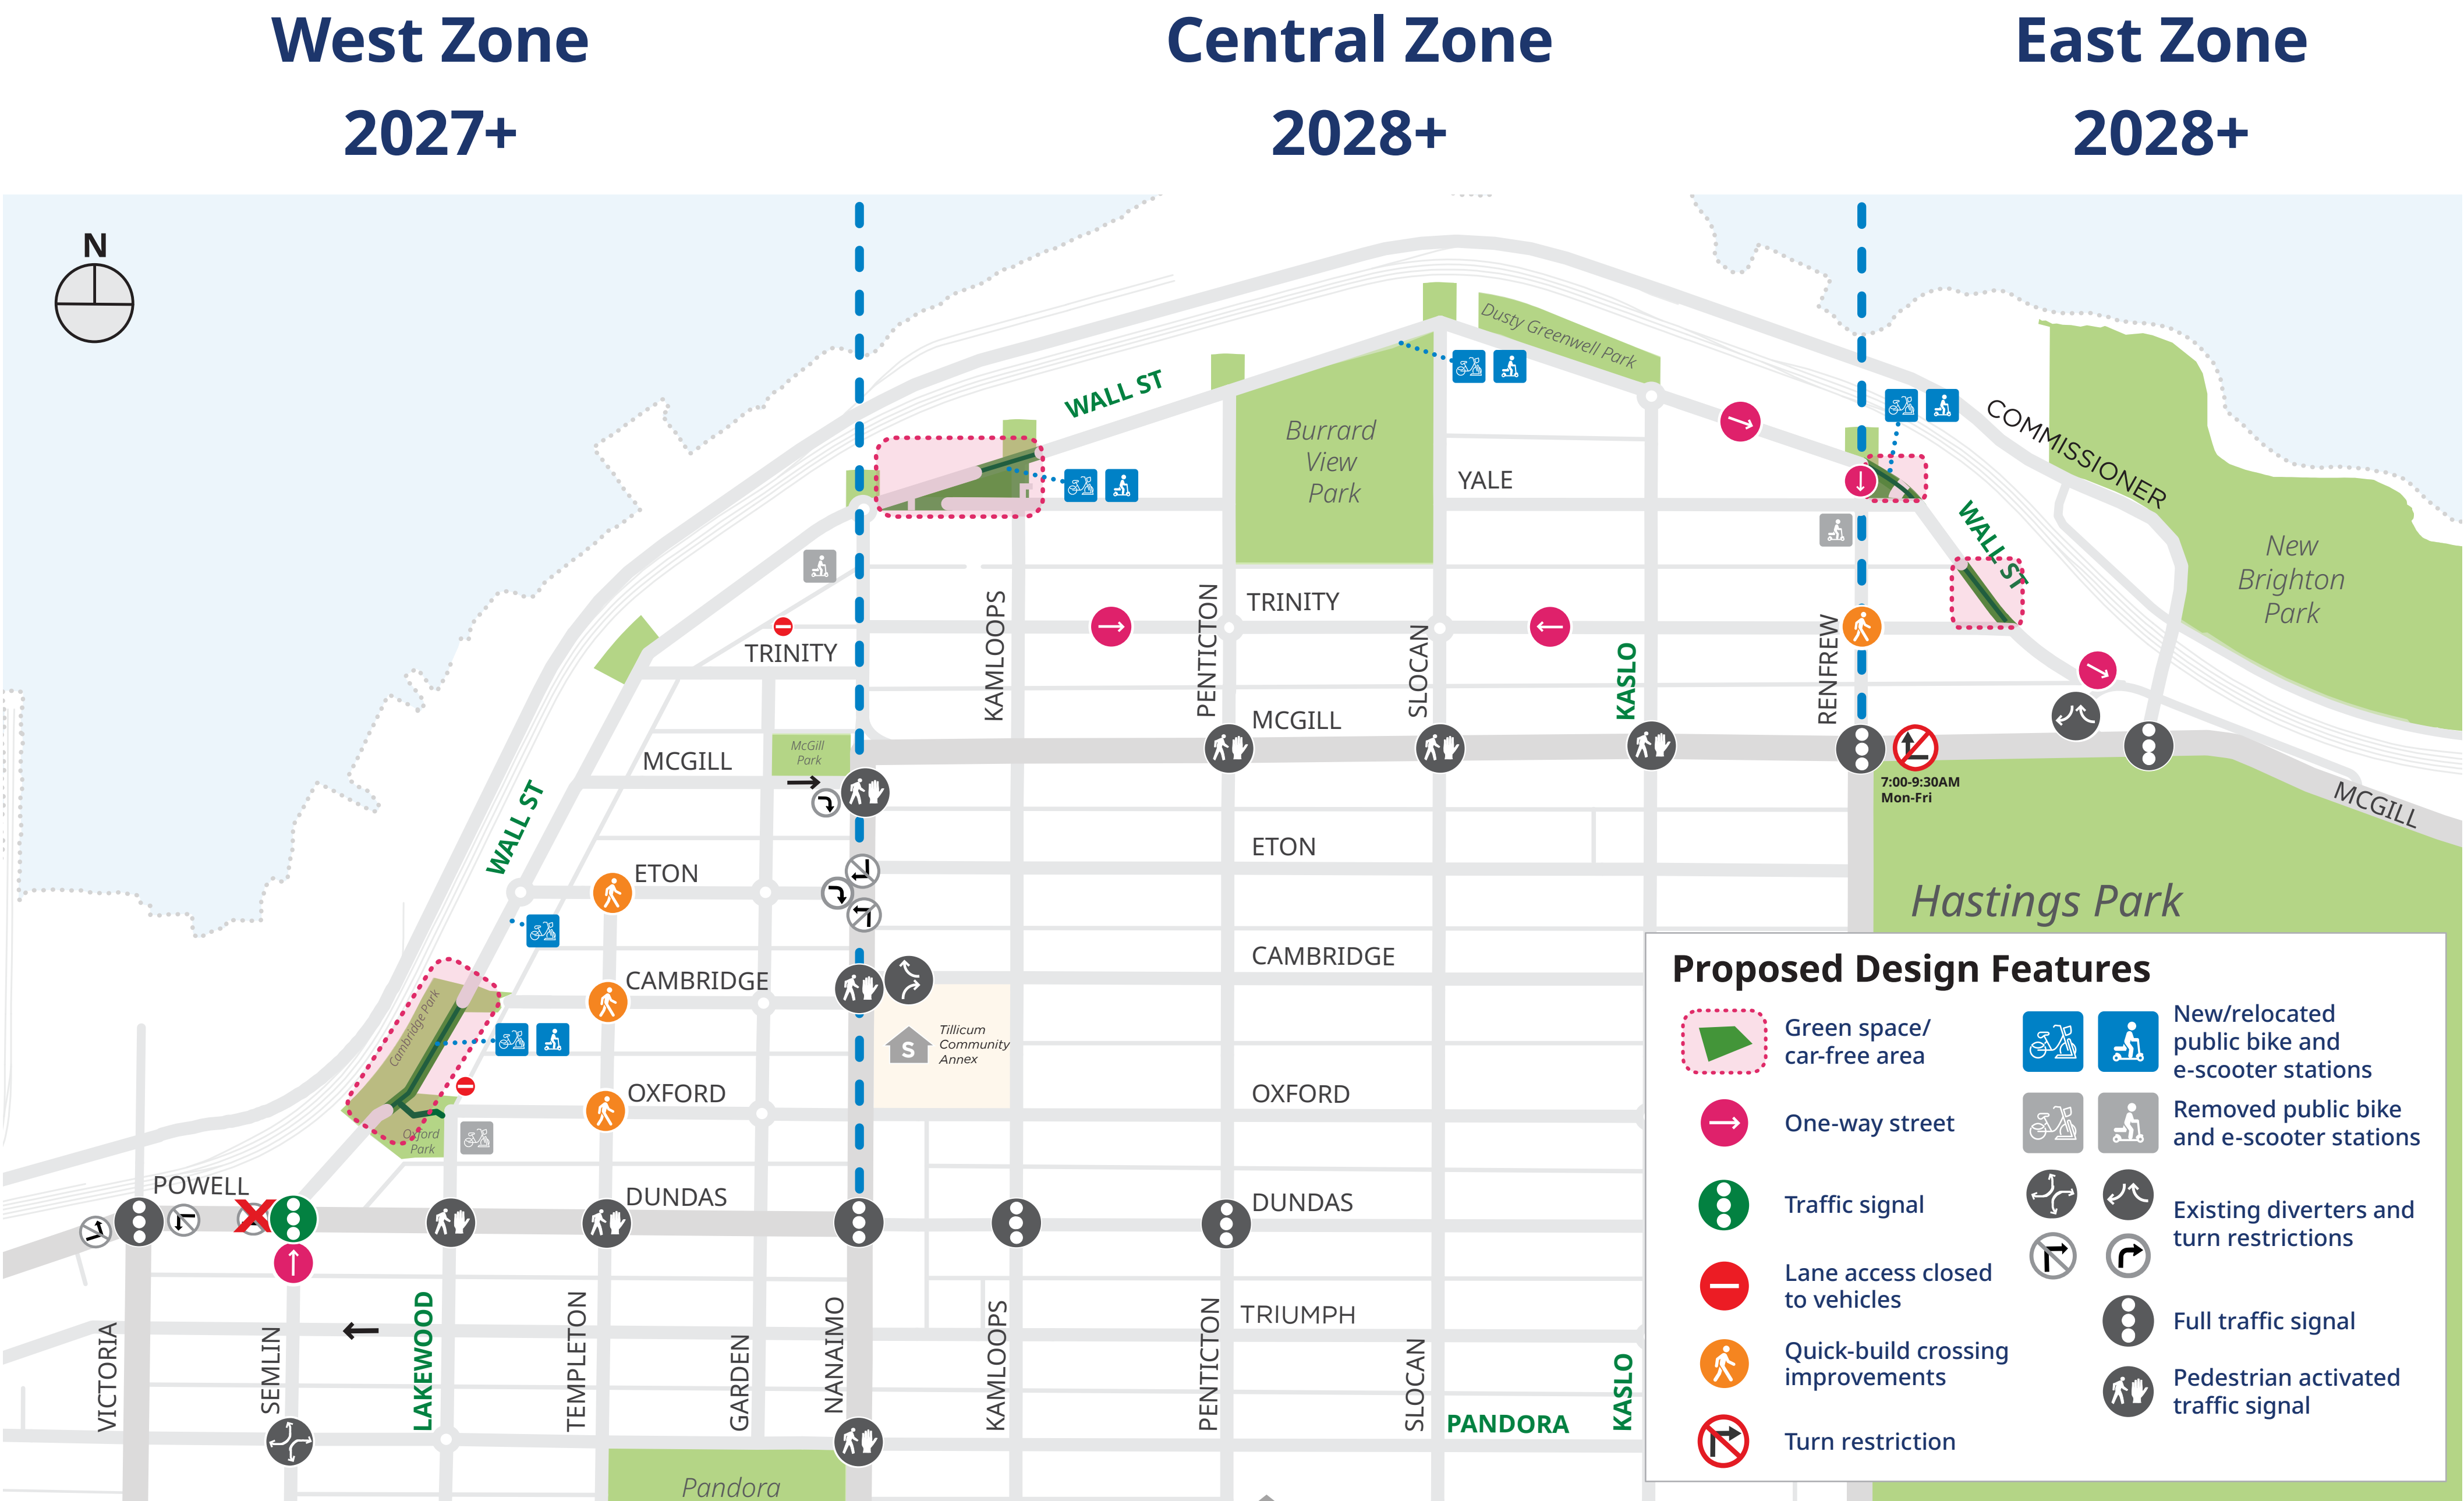 West Zone
2027+
Central Zone
2028+
East Zone
2028+
N
WALL ST
Dusty Greenwell Park
Burrard
View
Park
YALE
COMMISSIONER
WALL ST
New
Brighton
Park
TRINITY
TRINITY
KAMLOOPS
PENTICTON
SLOCAN
KASLO
RENFREW
MCGILL
MCGILL
McGill
Park
WALL ST
7:00-9:30AM
Mon-Fri
MCGILL
ETON
ETON
Hastings Park
CAMBRIDGE
CAMBRIDGE
Cambridge Park
S
Tillicum
Community
Annex
OXFORD
OXFORD
Oxford
Park
POWELL
DUNDAS
DUNDAS
TRIUMPH
VICTORIA
SEMLIN
LAKEWOOD
TEMPLETON
GARDEN
NANAIMO
KAMLOOPS
PENTICTON
SLOCAN
PANDORA
KASLO
Pandora
Proposed Design Features
Green space/
car-free area
One-way street
Traffic signal
Lane access closed
to vehicles
Quick-build crossing
improvements
Turn restriction
New/relocated
public bike and
e-scooter stations
Removed public bike
and e-scooter stations
Existing diverters and
turn restrictions
Full traffic signal
Pedestrian activated
traffic signal